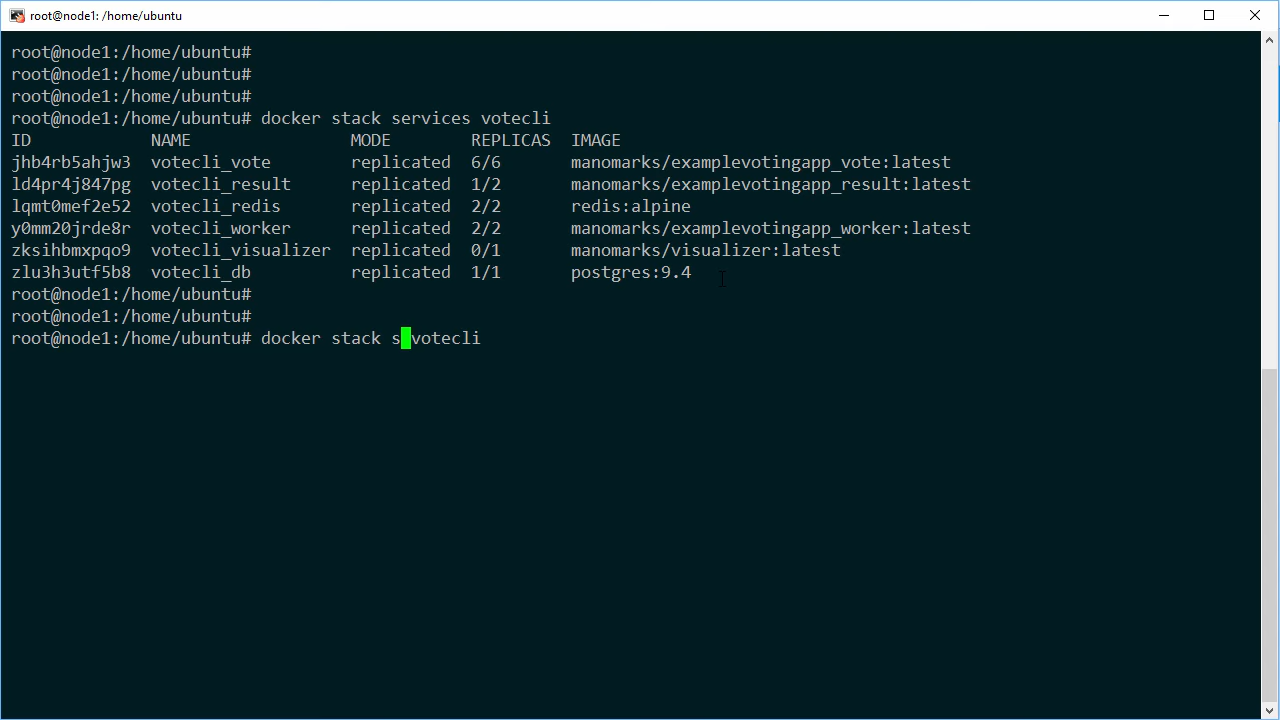 root@node1: /home/ubuntu
root@node1:/home/ubuntu#
root@node1:/home/ubuntu#
root@node1:/home/ubuntu#
root@node1:/home/ubuntu# docker stack services votecli
ID            NAME                MODE        REPLICAS  IMAGE
jhb4rb5ahjw3  votecli_vote        replicated  6/6       manomarks/examplevotingapp_vote:latest
ld4pr4j847pg  votecli_result      replicated  1/2       manomarks/examplevotingapp_result:latest
lqmt0mef2e52  votecli_redis       replicated  2/2       redis:alpine
y0mm20jrde8r  votecli_worker      replicated  2/2       manomarks/examplevotingapp_worker:latest
zksihbmxpqo9  votecli_visualizer  replicated  0/1       manomarks/visualizer:latest
zlu3h3utf5b8  votecli_db          replicated  1/1       postgres:9.4
root@node1:/home/ubuntu#
root@node1:/home/ubuntu#
root@node1:/home/ubuntu# docker stack s votecli